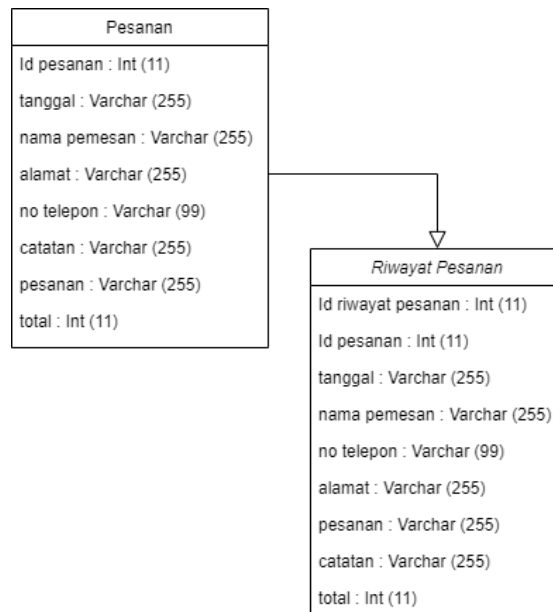 Pesanan
Id pesanan : Int (11)
tanggal : Varchar (255)
nama pemesan : Varchar (255)
alamat : Varchar (255)
no telepon : Varchar (99)
catatan : Varchar (255)
pesanan : Varchar (255)
total : Int (11)
Riwayat Pesanan
Id riwayat pesanan : Int (11)
Id pesanan : Int (11)
tanggal : Varchar (255)
nama pemesan : Varchar (255)
no telepon : Varchar (99)
alamat : Varchar (255)
pesanan : Varchar (255)
catatan : Varchar (255)
total : Int (11)